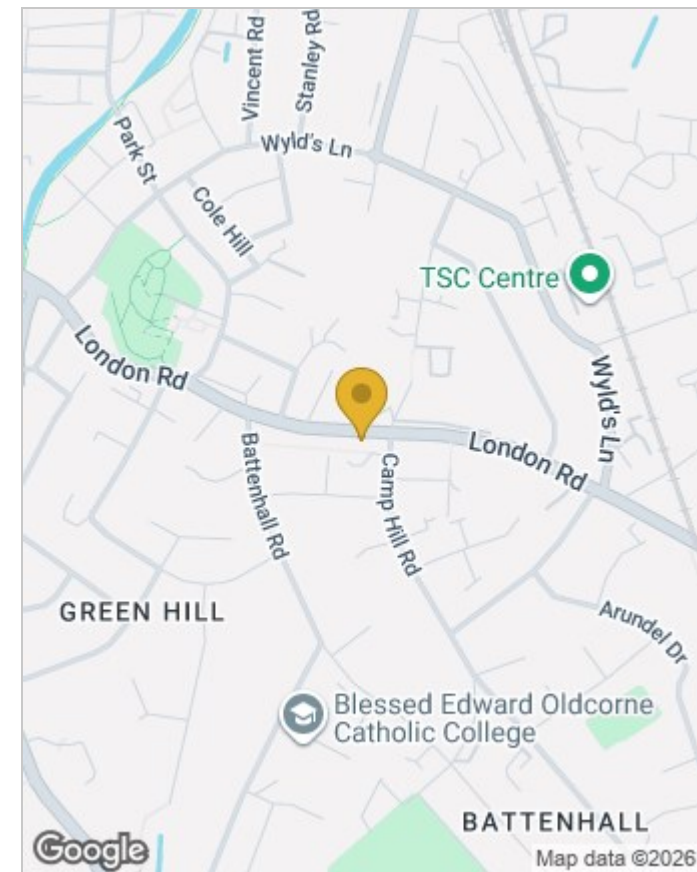 Vincent Rd
Stanley Rd
Park St
Wyld's Ln
Cole Hill
TSC Centre
London Rd
Wyld's Ln
London Rd
Battenhall Rd
Camp Hill Rd
GREEN HILL
Arundel Dr
Blessed Edward Oldcorne
Catholic College
BATTENHALL
Google
Map data ©2026